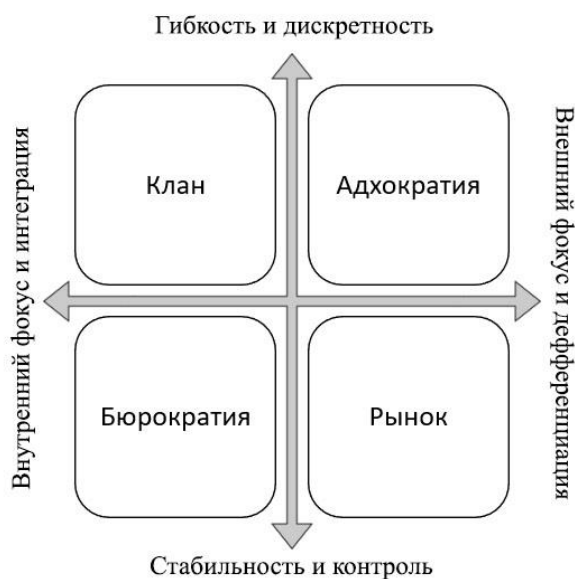 Гибкость и дискретность
Внутренний фокус и интеграция
Клан
Адхократия
Внешний фокус и дефференциация
Бюрократия
Рынок
Стабильность и контроль